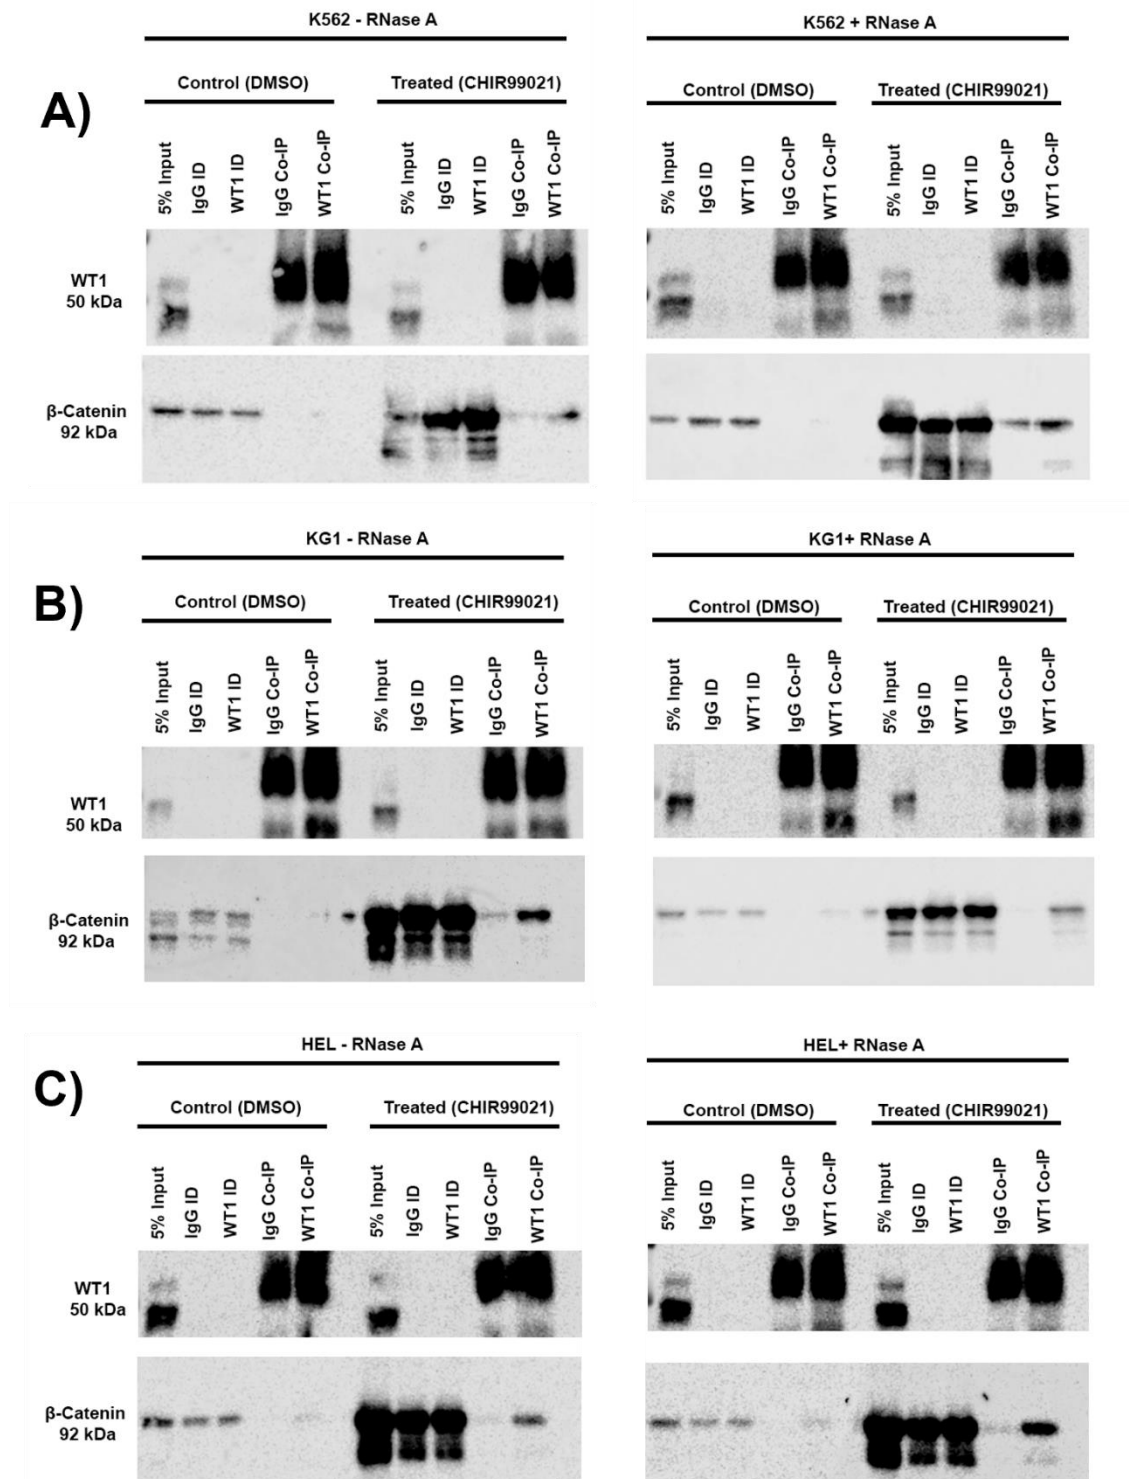 K562 - RNase A
K562 + RNase A
A)
Control (DMSO)
Treated (CHIR99021)
Control (DMSO)
Treated (CHIR99021)
5% Input
IgG ID
WT1 ID
IgG Co-IP
WT1 Co-IP
5% Input
IgG ID
WT1 ID
IgG Co-IP
WT1 Co-IP
5% Input
IgG ID
WT1 ID
IgG Co-IP
WT1 Co-IP
5% Input
IgG ID
WT1 ID
IgG Co-IP
WT1 Co-IP
WT1
50 kDa
β-Catenin
92 kDa
KG1 - RNase A
KG1+ RNase A
B)
Control (DMSO)
Treated (CHIR99021)
Control (DMSO)
Treated (CHIR99021)
5% Input
IgG ID
WT1 ID
IgG Co-IP
WT1 Co-IP
5% Input
IgG ID
WT1 ID
IgG Co-IP
WT1 Co-IP
5% Input
IgG ID
WT1 ID
IgG Co-IP
WT1 Co-IP
5% Input
IgG ID
WT1 ID
IgG Co-IP
WT1 Co-IP
WT1
50 kDa
β-Catenin
92 kDa
HEL - RNase A
HEL+ RNase A
C)
Control (DMSO)
Treated (CHIR99021)
Control (DMSO)
Treated (CHIR99021)
5% Input
IgG ID
WT1 ID
IgG Co-IP
WT1 Co-IP
5% Input
IgG ID
WT1 ID
IgG Co-IP
WT1 Co-IP
5% Input
IgG ID
WT1 ID
IgG Co-IP
WT1 Co-IP
5% Input
IgG ID
WT1 ID
IgG Co-IP
WT1 Co-IP
WT1
50 kDa
β-Catenin
92 kDa